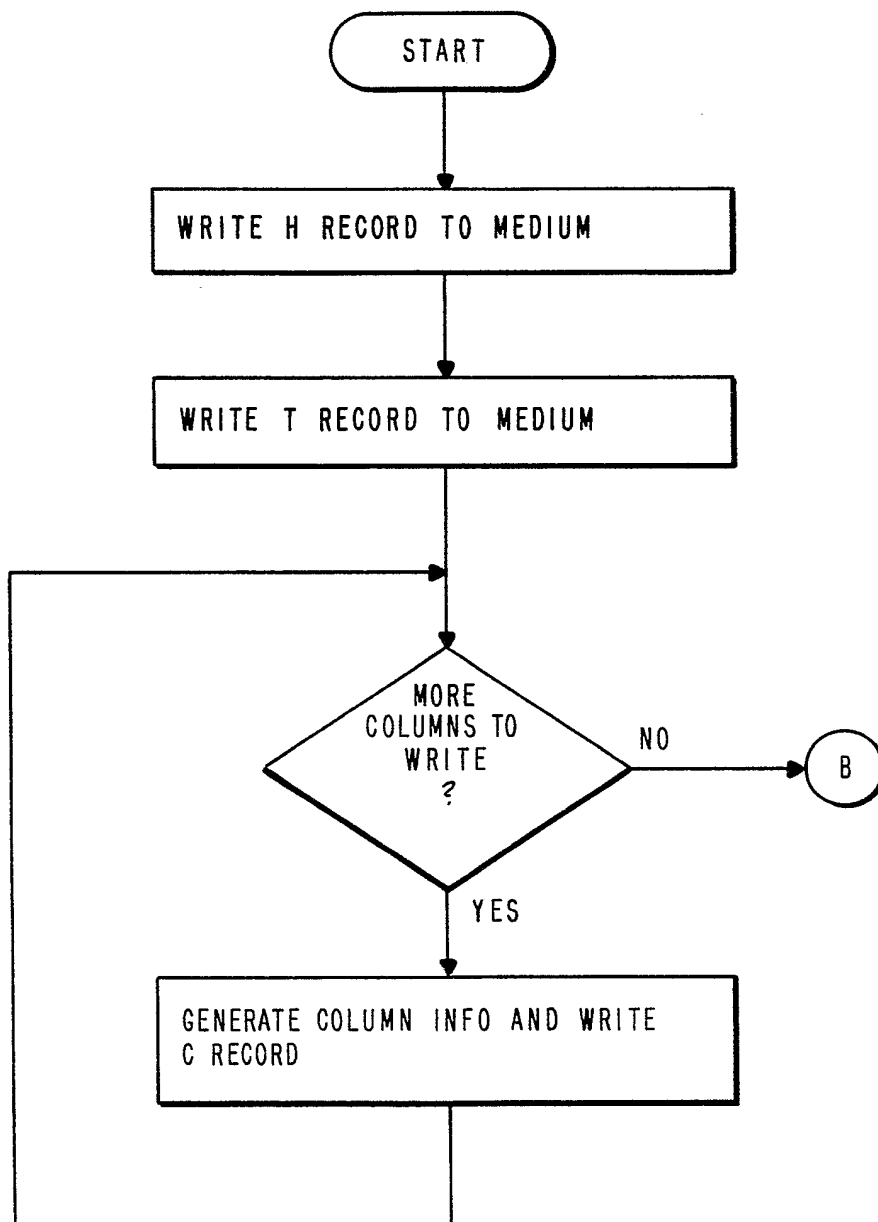 START
WRITE H RECORD TO MEDIUM
WRITE T RECORD TO MEDIUM
MORE
COLUMNS TO
WRITE
?
NO
B
YES
GENERATE COLUMN INFO AND WRITE
C RECORD